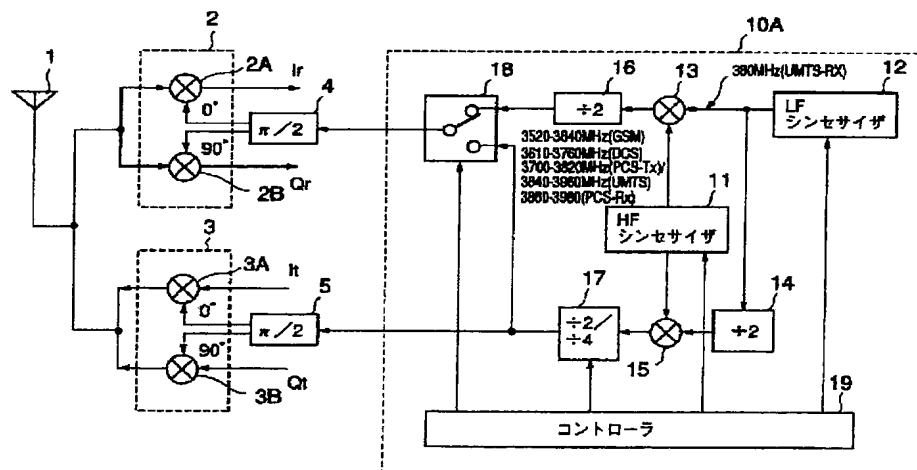 10A
1
2
2A
Ir
4
0°
π/2
90°
2B
Qr
18
16
÷2
13
380MHz(UMTS-RX)
12
LF
シンセサイザ
3520-3840MHz(GSM)
3610-3760MHz(DCS)
3700-3820MHz(PCS-Tx)/
3840-3960MHz(UMTS)
3860-3980(PCS-Rx)
11
HF
シンセサイザ
3
3A
It
5
0°
π/2
90°
3B
Qt
17
÷2/
÷4
15
14
÷2
19
コントローラ